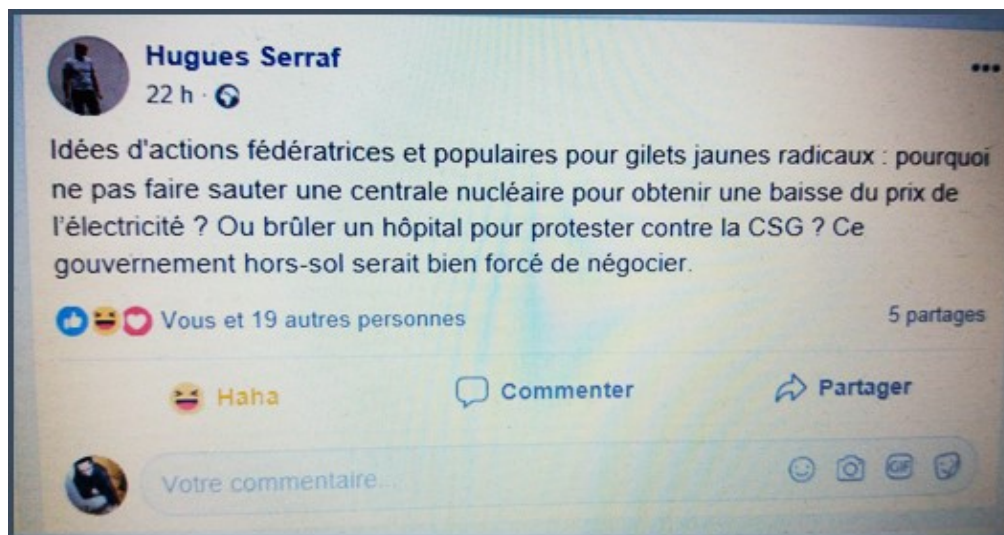 Hugues Serraf
22 h ·
Idées d'actions fédératrices et populaires pour gilets jaunes radicaux : pourquoi
ne pas faire sauter une centrale nucléaire pour obtenir une baisse du prix de
l'électricité ? Ou brûler un hôpital pour protester contre la CSG ? Ce
gouvernement hors-sol serait bien forcé de négocier.
Vous et 19 autres personnes
5 partages
Haha
Commenter
Partager
Votre commentaire...
GIF